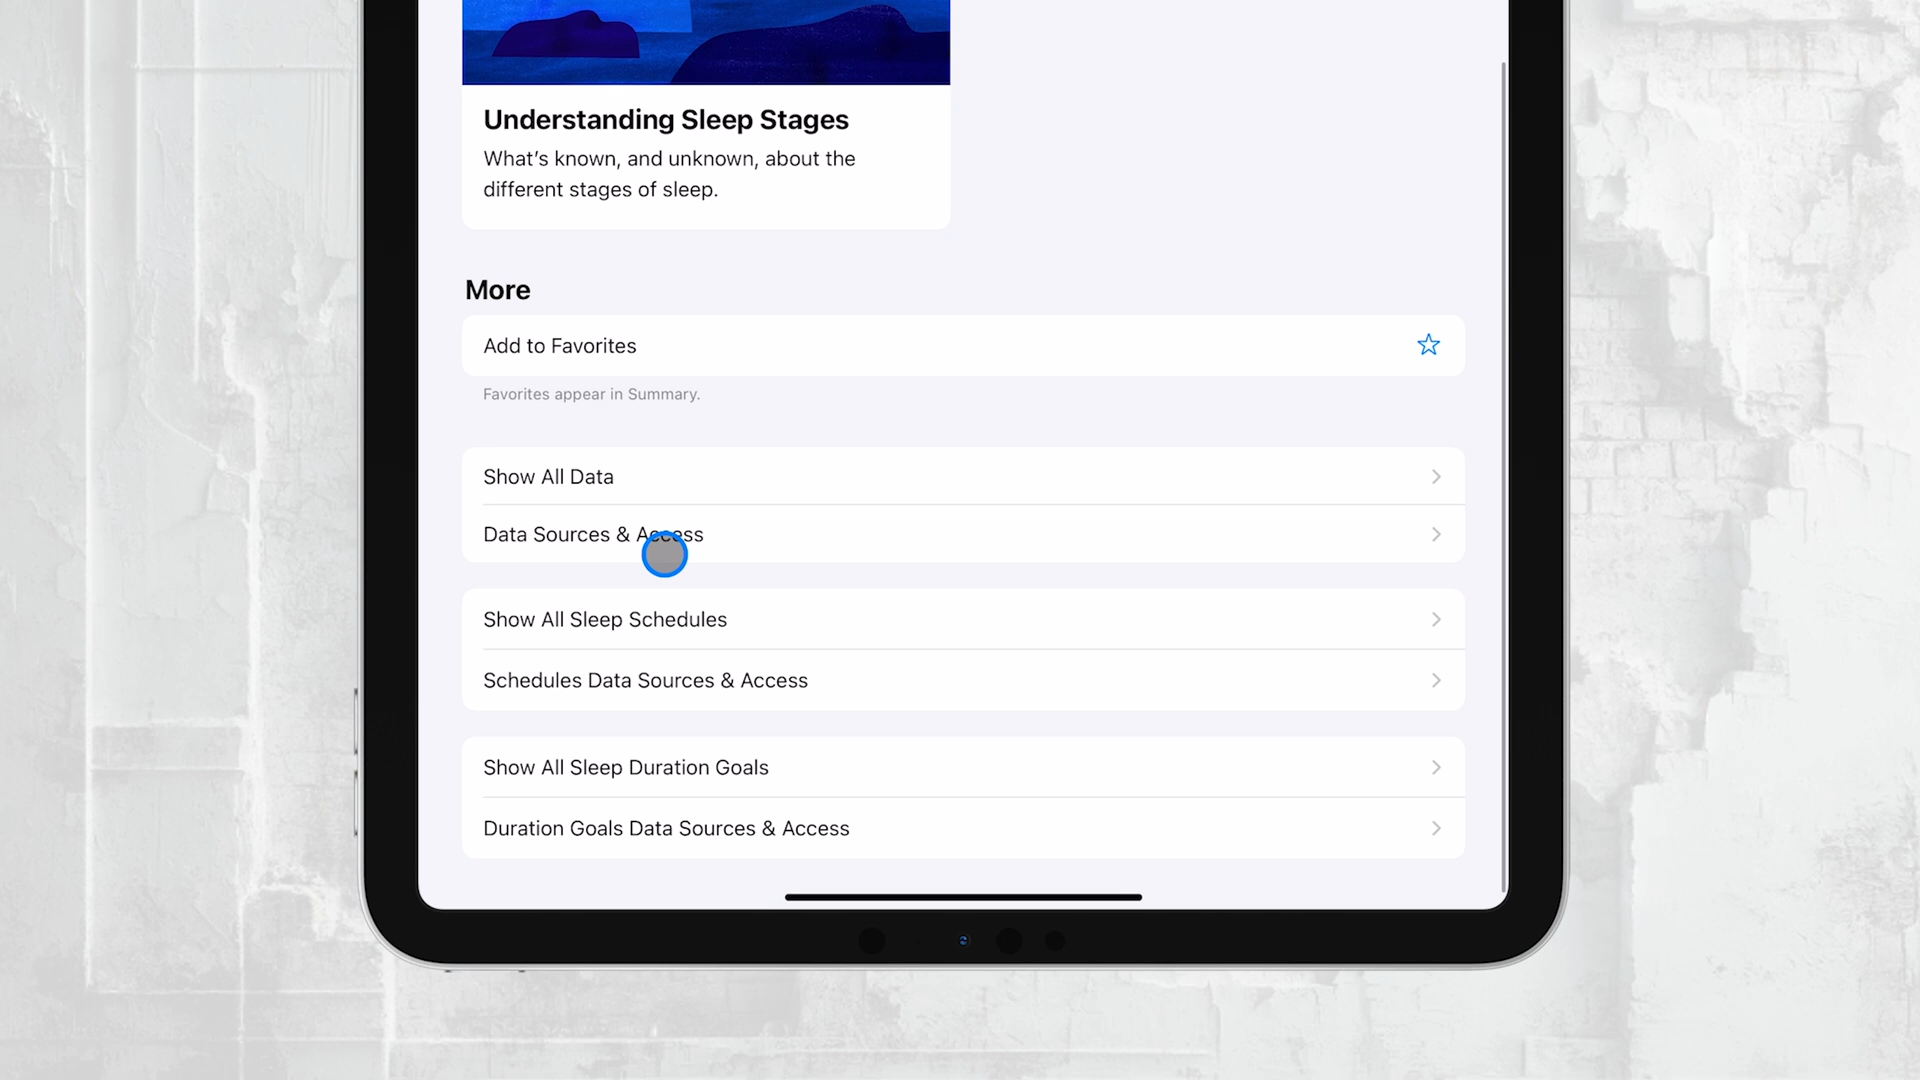 Understanding Sleep Stages
What’s known, and unknown, about the
different stages of sleep.
More
Add to Favorites
Favorites appear in Summary.
Show All Data
Data Sources & Access
Show All Sleep Schedules
Schedules Data Sources & Access
Show All Sleep Duration Goals
Duration Goals Data Sources & Access